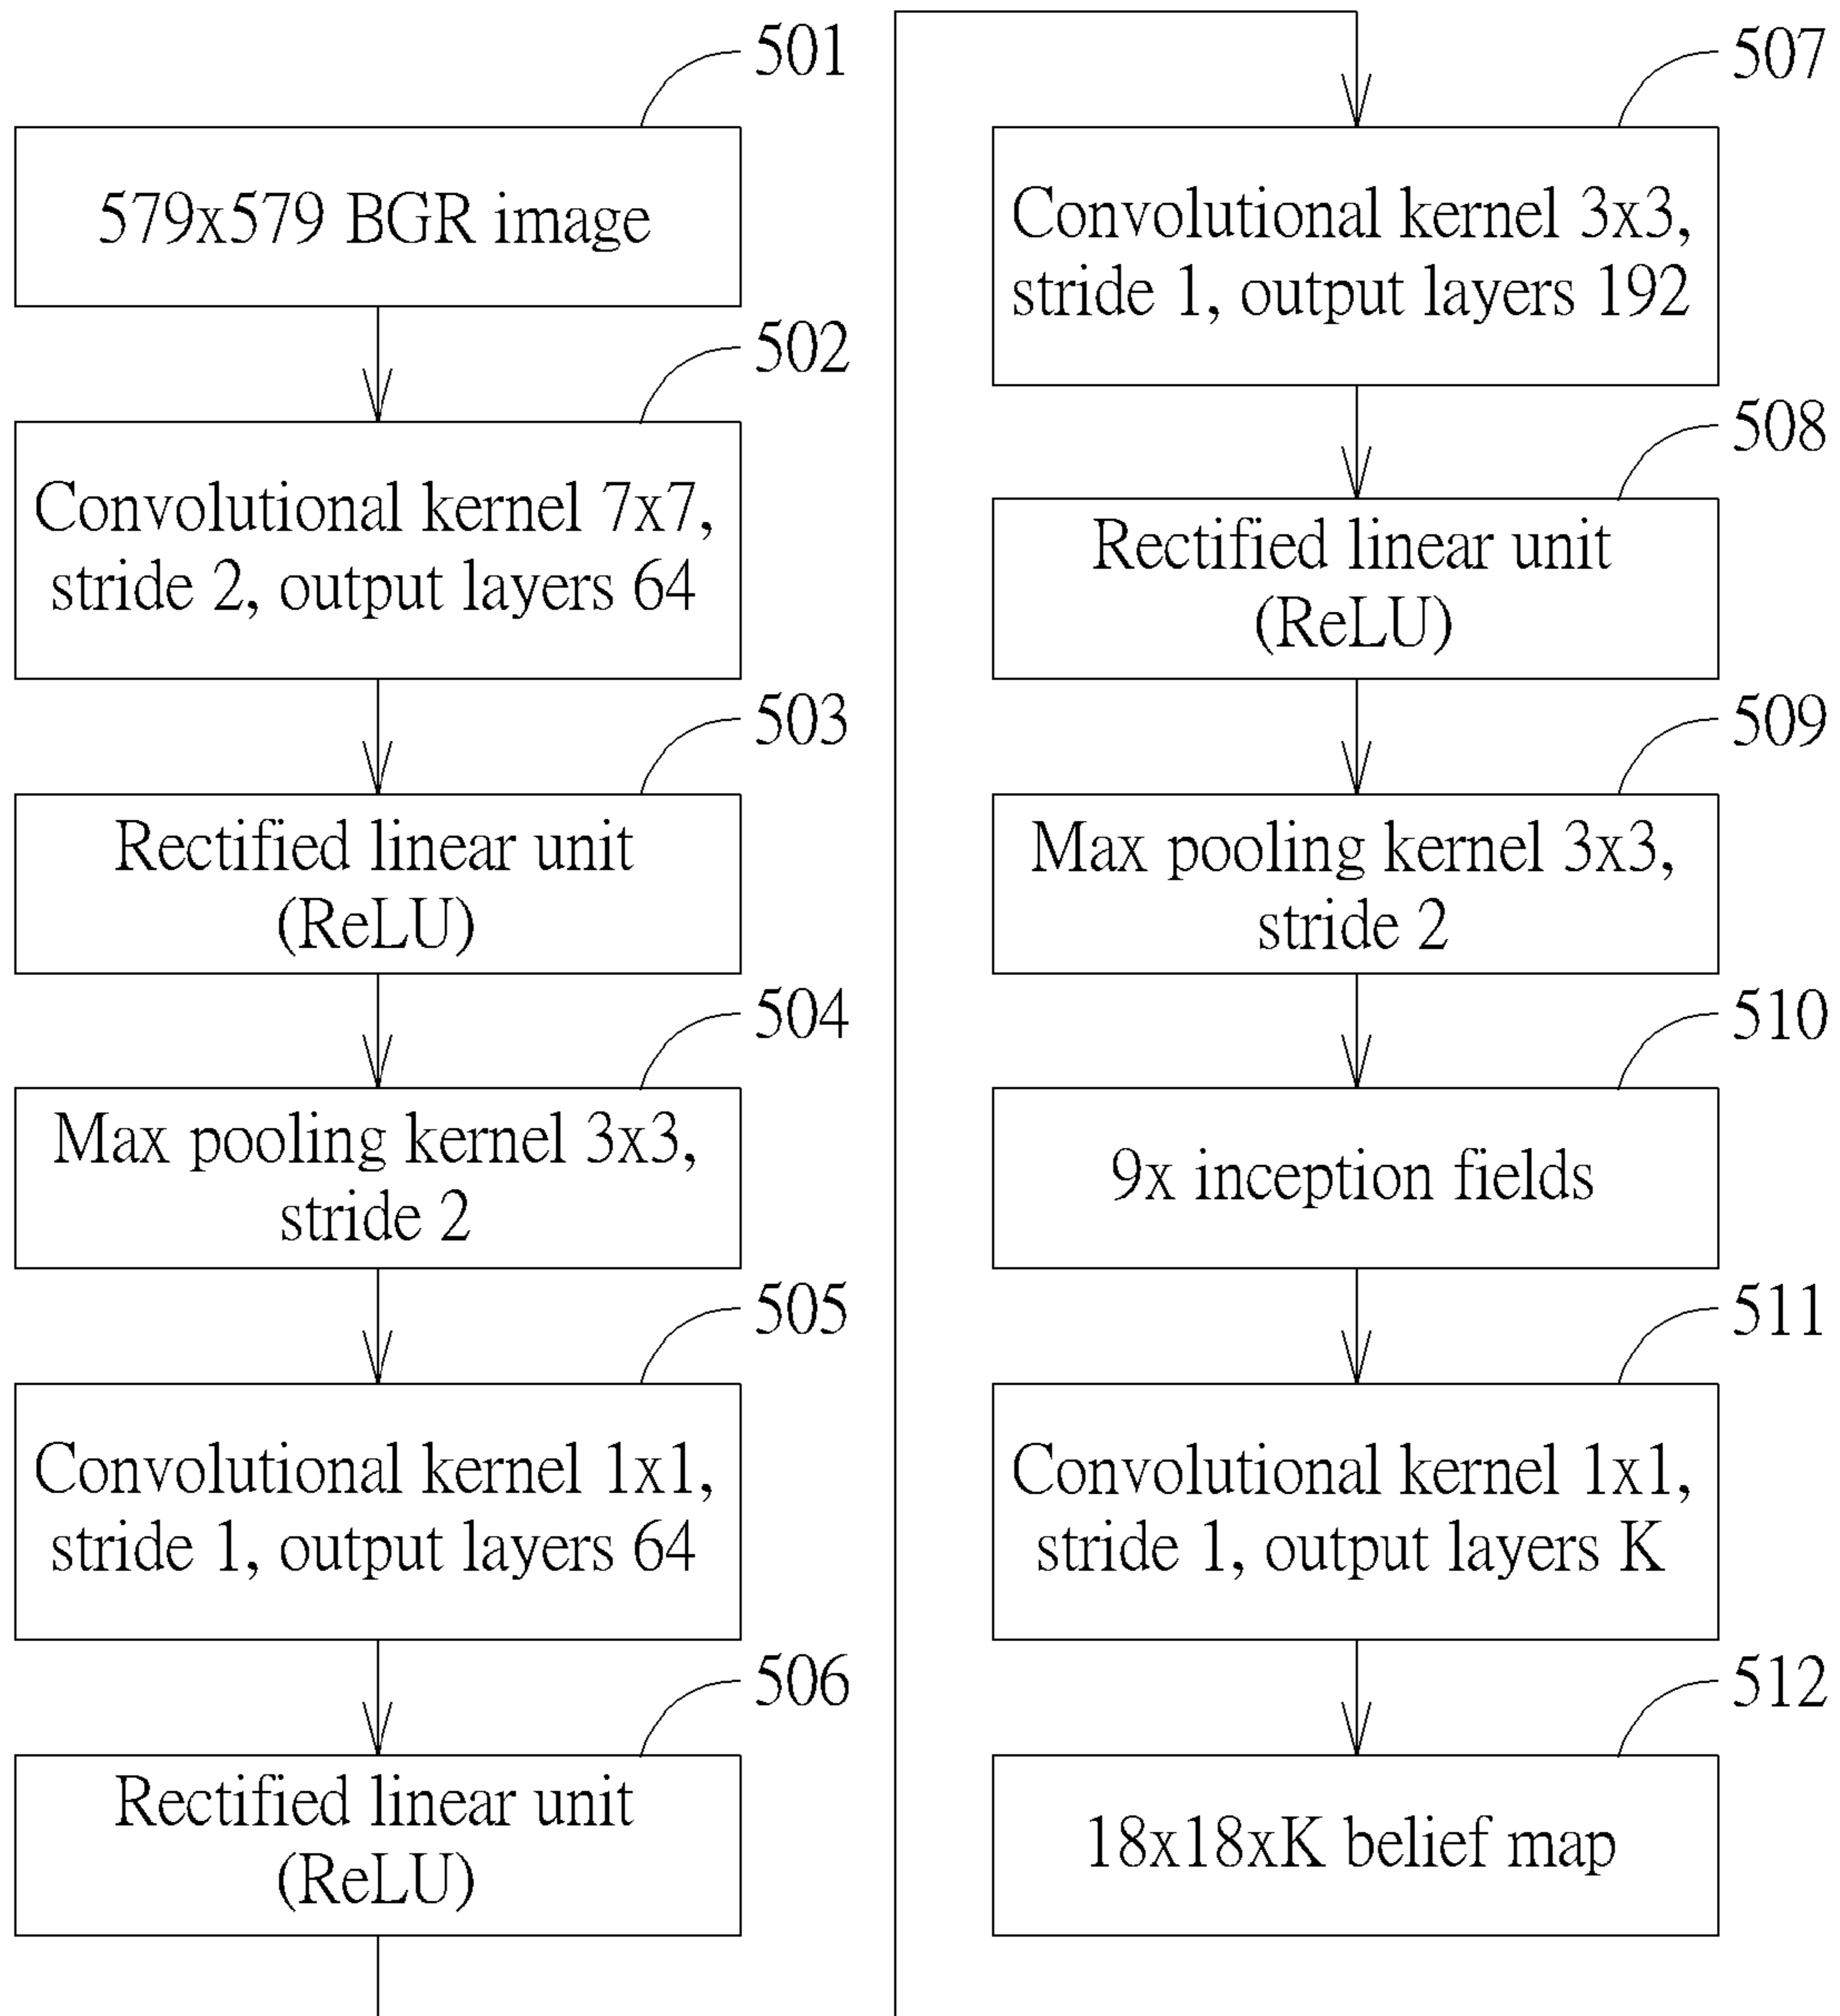 501
579x579 BGR image
502
Convolutional kernel 7x7,
stride 2, output layers 64
503
Rectified linear unit
(ReLU)
504
Max pooling kernel 3x3,
stride 2
505
Convolutional kernel 1x1,
stride 1, output layers 64
506
Rectified linear unit
(ReLU)
507
Convolutional kernel 3x3,
stride 1, output layers 192
508
Rectified linear unit
(ReLU)
509
Max pooling kernel 3x3,
stride 2
510
9x inception fields
511
Convolutional kernel 1x1,
stride 1, output layers K
512
18x18xK belief map